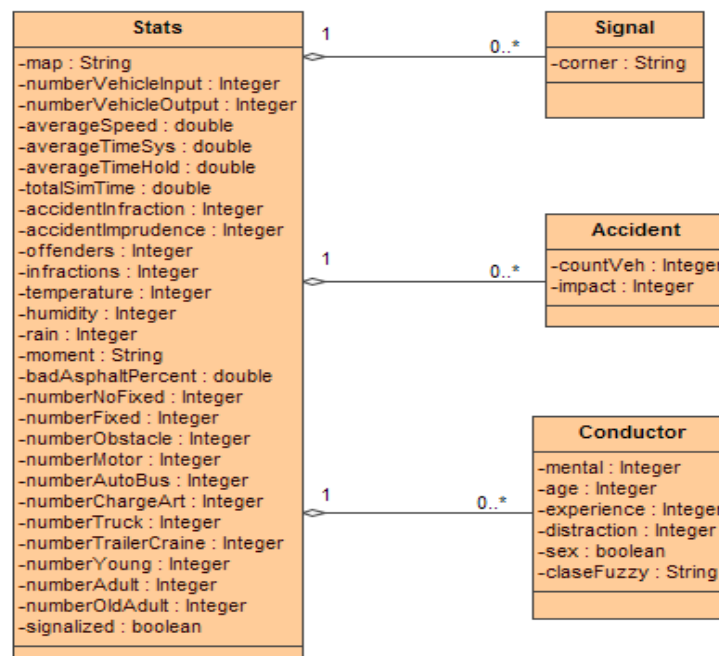 Stats
-map : String
-numberVehicleInput : Integer
-numberVehicleOutput : Integer
-averageSpeed : double
-averageTimeSys : double
-averageTimeHold : double
-totalSimTime : double
-accidentInfraction : Integer
-accidentImprudence : Integer
-offenders : Integer
-infractions : Integer
-temperature : Integer
-humidity : Integer
-rain : Integer
-moment : String
-badAsphaltPercent : double
-numberNoFixed : Integer
-numberFixed : Integer
-numberObstacle : Integer
-numberMotor : Integer
-numberAutoBus : Integer
-numberChargeArt : Integer
-numberTruck : Integer
-numberTrailerCraine : Integer
-numberYoung : Integer
-numberAdult : Integer
-numberOldAdult : Integer
-signalized : boolean
1
0..*
Signal
-corner : String
1
0..*
Accident
-countVeh : Integer
-impact : Integer
1
0..*
Conductor
-mental : Integer
-age : Integer
-experience : Integer
-distraction : Integer
-sex : boolean
-claseFuzzy : String